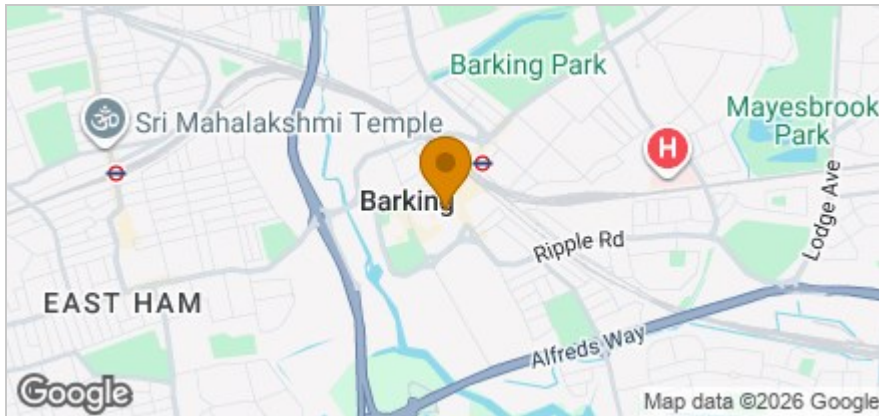 Barking Park
Mayesbrook
Park
Sri Mahalakshmi Temple
H
Barking
Lodge Ave
Ripple Rd
EAST HAM
Alfreds Way
Google
Map data ©2026 Google